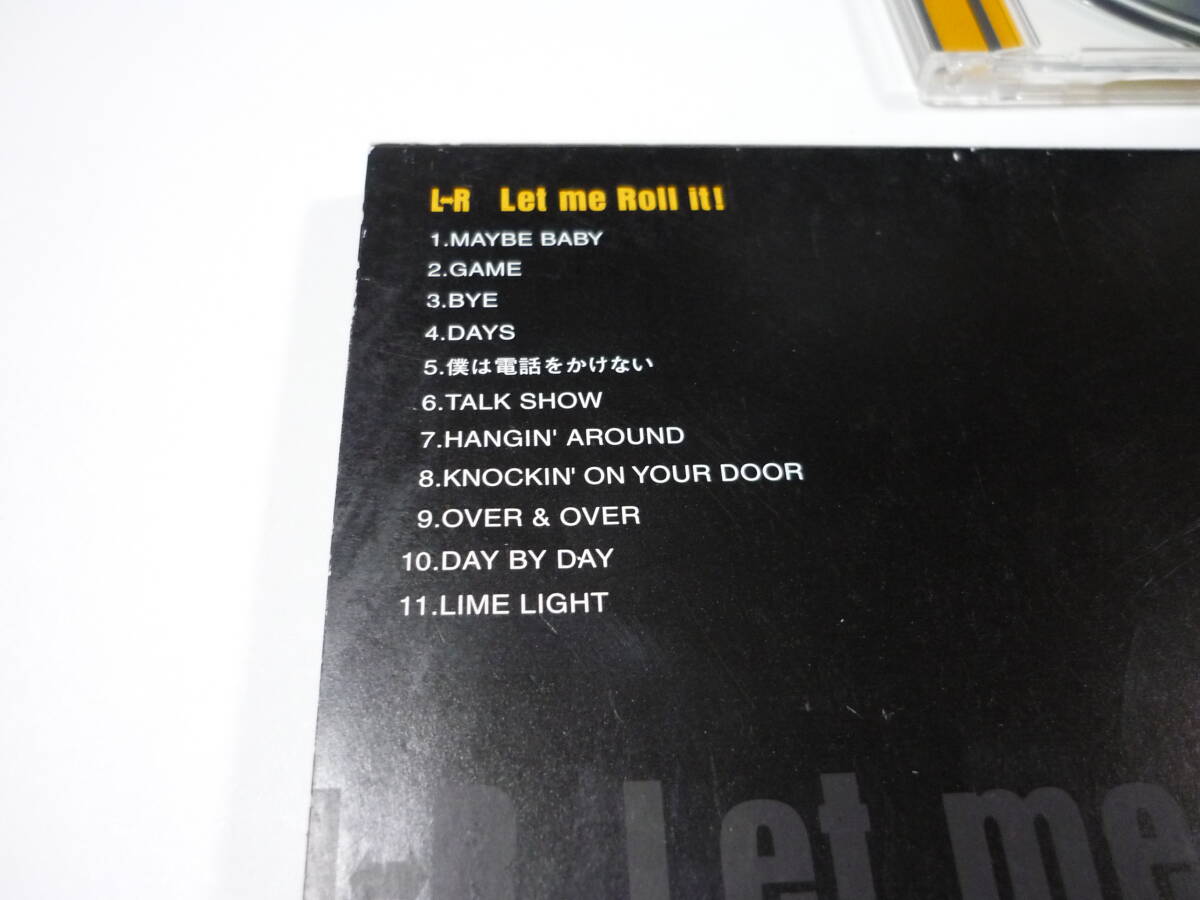 L↔R Let me Roll it!
1.MAYBE BABY
2.GAME
3.BYE
4.DAYS
5.僕は電話をかけない
6.TALK SHOW
7.HANGIN' AROUND
8.KNOCKIN' ON YOUR DOOR
9.OVER & OVER
10.DAY BY DAY
11.LIME LIGHT
L↔R Let me